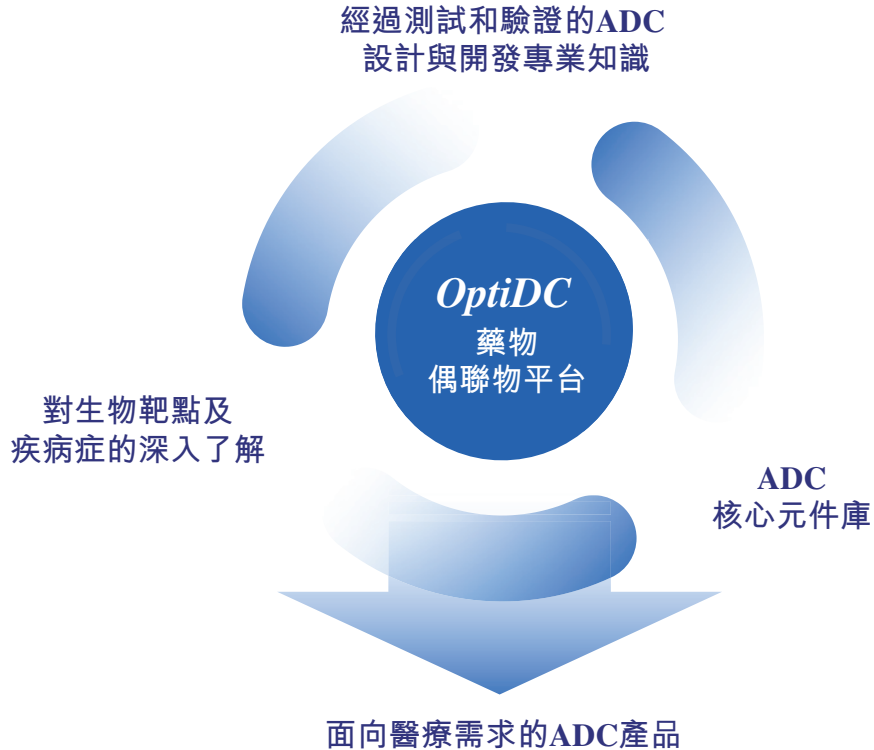 經過測試和驗證的ADC
設計與開發專業知識
OptiDC
藥物
偶聯物平台
對生物靶點及
疾病症的深入了解
ADC
核心元件庫
面向醫療需求的ADC產品